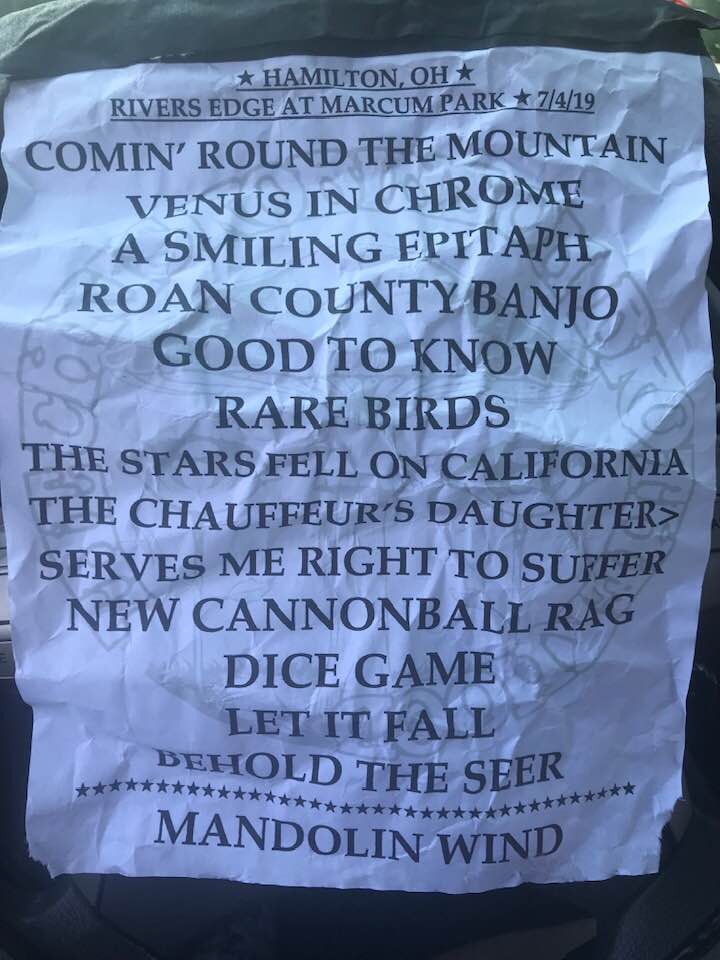 ★ HAMILTON, OH ★
RIVERS EDGE AT MARCUM PARK ★ 7/4/19
COMIN' ROUND THE MOUNTAIN
VENUS IN CHROME
A SMILING EPITAPH
ROAN COUNTY BANJO
GOOD TO KNOW
RARE BIRDS
THE STARS FELL ON CALIFORNIA
THE CHAUFFEUR'S DAUGHTER>
SERVES ME RIGHT TO SUFFER
NEW CANNONBALL RAG
DICE GAME
LET IT FALL
BEHOLD THE SEER
★★★★★★★★★★★★★★★★★★★★★★★★★★★★★★★★★★★★★★★
MANDOLIN WIND